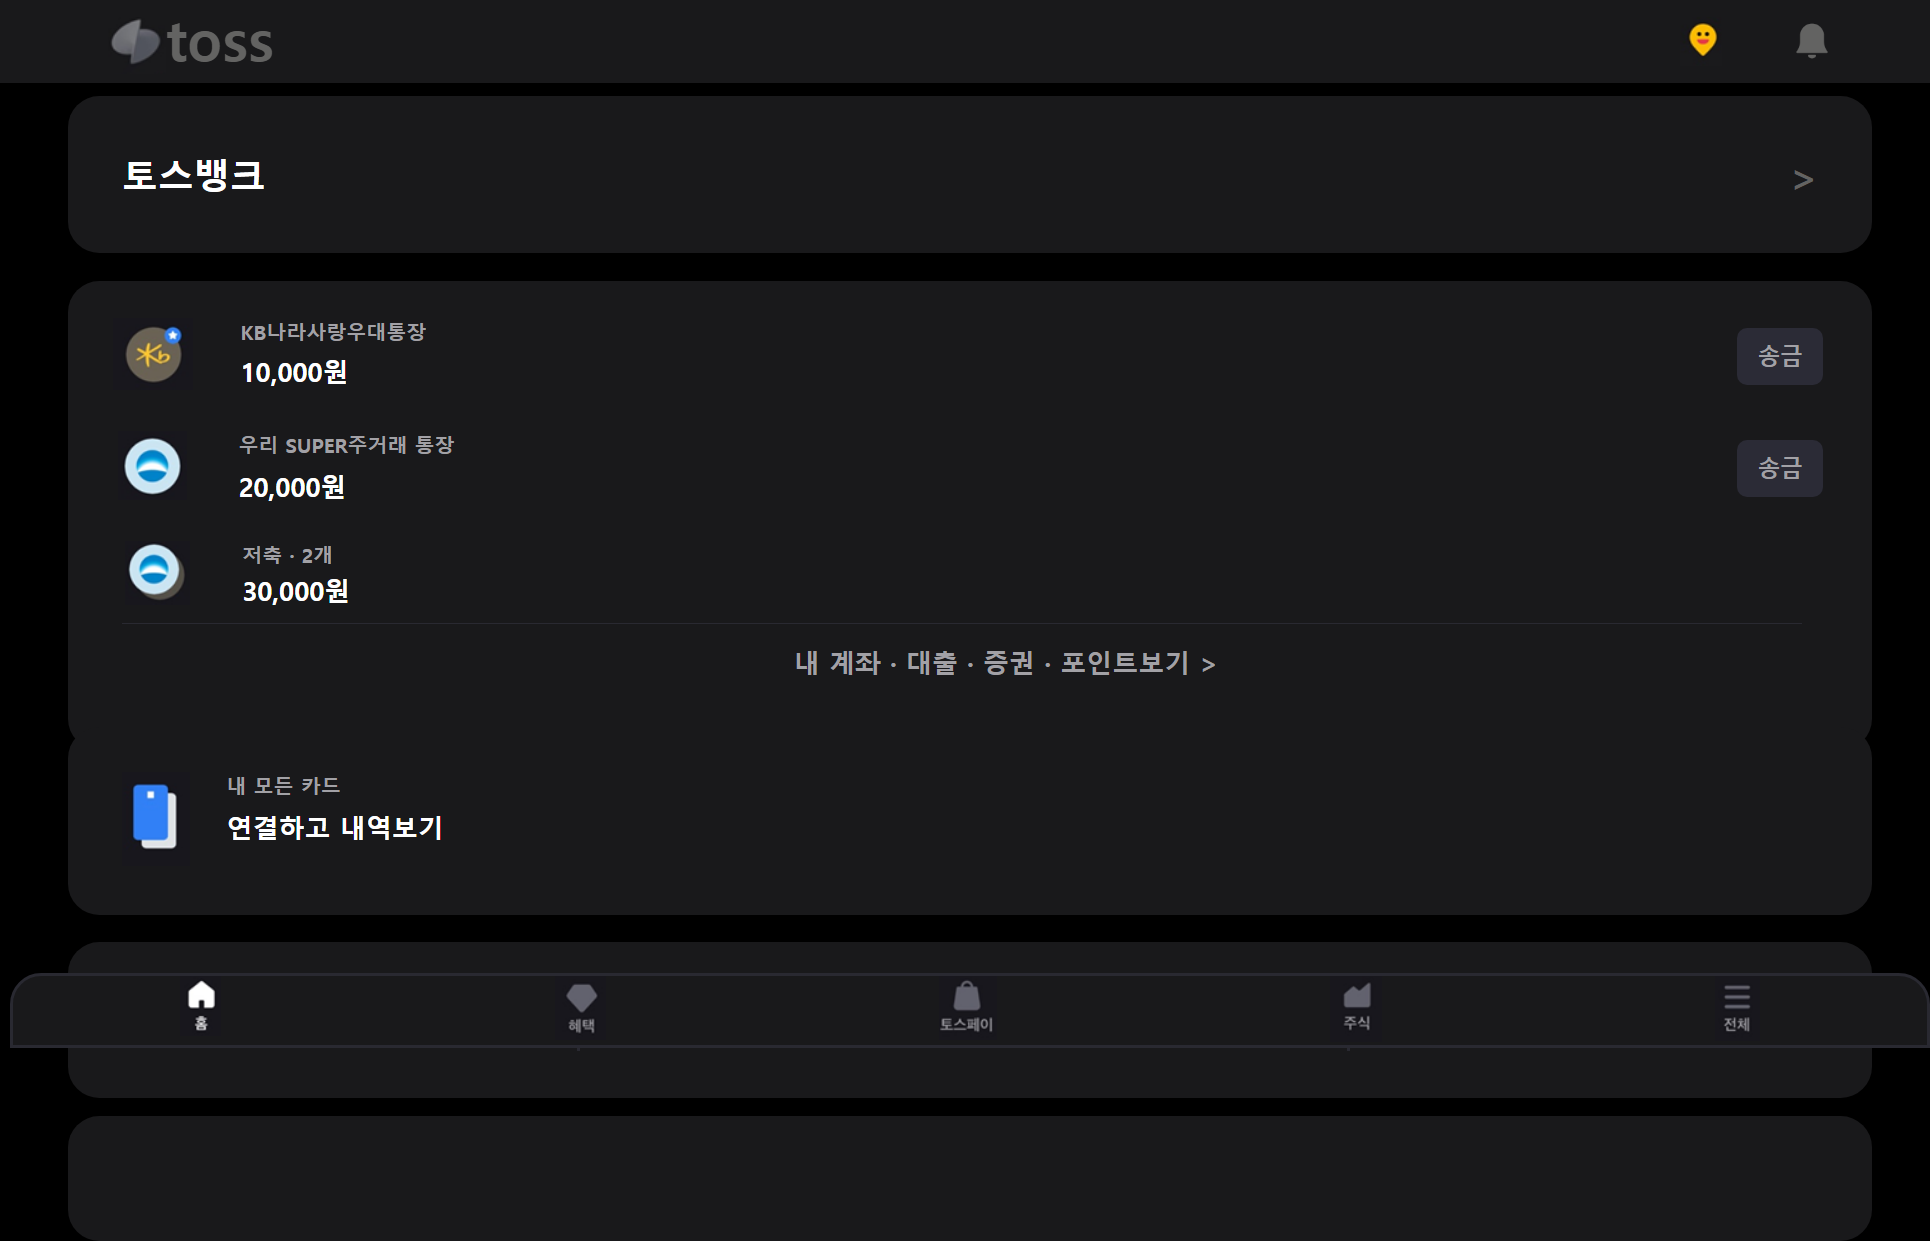 toss
토스뱅크
>
KB나라사랑우대통장
10,000원
송금
우리 SUPER주거래 통장
20,000원
송금
저축 · 2개
30,000원
내 계좌 · 대출 · 증권 · 포인트보기 >
내 모든 카드
연결하고 내역보기
홈
혜택
토스페이
주식
전체